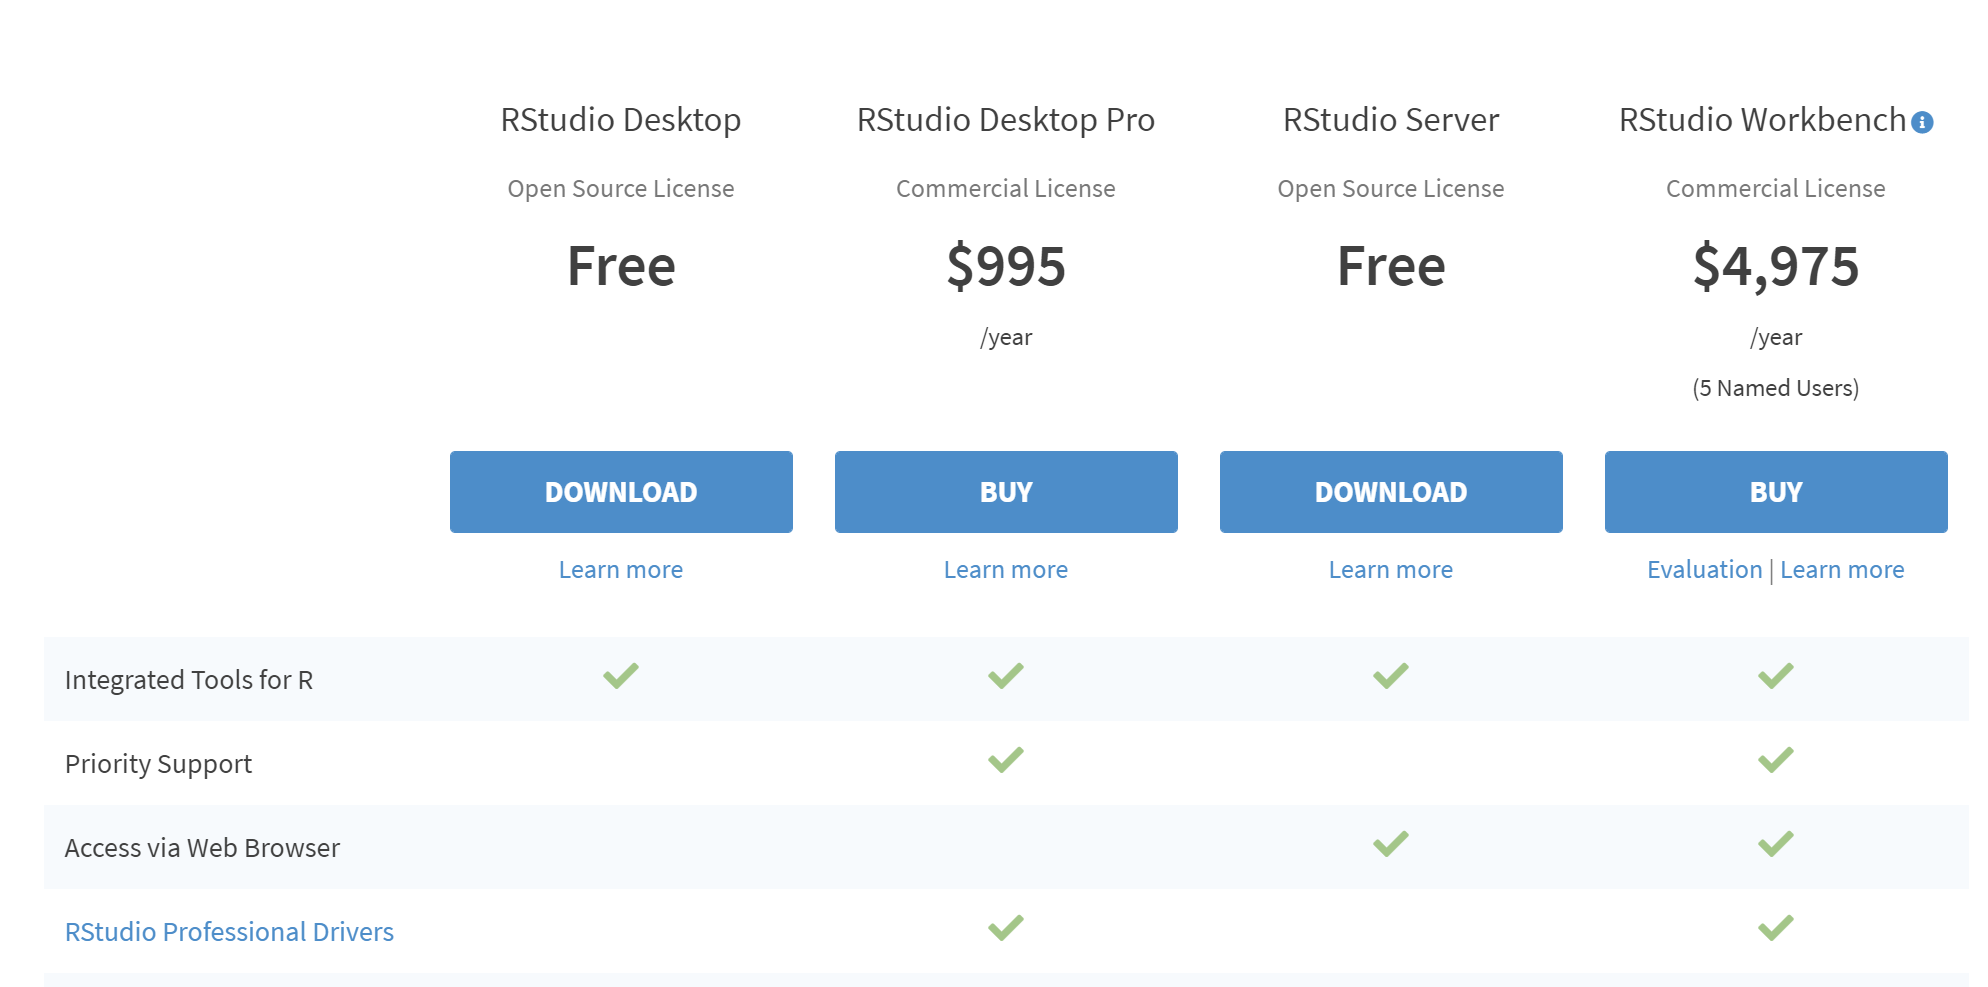 RStudio Desktop
RStudio Desktop Pro
RStudio Server
RStudio Workbench
Open Source License
Commercial License
Open Source License
Commercial License
Free
$995
Free
$4,975
/year
/year
(5 Named Users)
DOWNLOAD
BUY
DOWNLOAD
BUY
Learn more
Learn more
Learn more
Evaluation | Learn more
Integrated Tools for R
Priority Support
Access via Web Browser
RStudio Professional Drivers